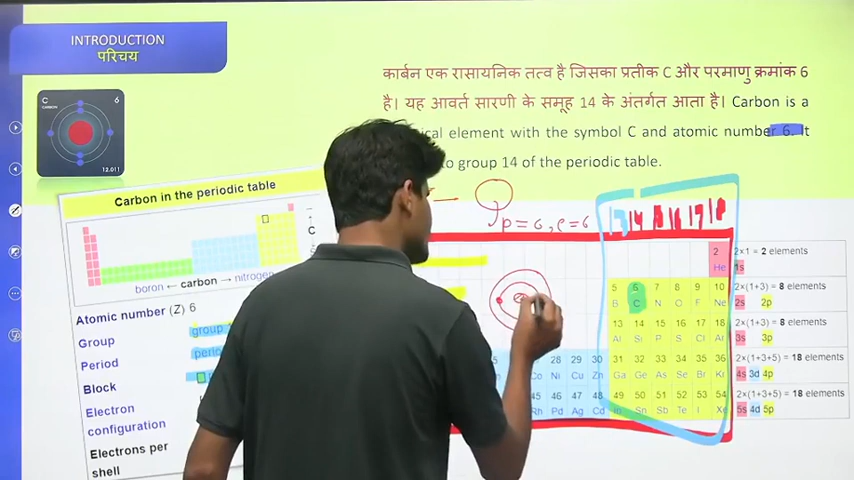 INTRODUCTION
परिचय
कार्बन एक रासायनिक तत्व है जिसका प्रतीक C और परमाणु क्रमांक 6
है। यह आवर्त सारणी के समूह 14 के अंतर्गत आता है। Carbon is a
element with the symbol C and atomic number 6. It
to group 14 of the periodic table.
C 6
CARBON
12.011
Carbon in the periodic table
boron ← carbon → nitrogen
Atomic number (Z) 6
Group group
Period
Block
Electron
configuration
Electrons per
shell
p = 6, e = 6
13 14 15 16 17 18
2 2×1 = 2 elements
He 1s
5 6 7 8 9 10 2×(1+3) = 8 elements
B C N O F Ne 2s 2p
13 14 15 16 17 18 2×(1+3) = 8 elements
Al Si P S Cl Ar 3s 3p
28 29 30 31 32 33 34 35 36 2×(1+3+5) = 18 elements
Co Ni Cu Zn Ga Ge As Se Br Kr 4s 3d 4p
45 46 47 48 49 50 51 52 53 54 2×(1+3+5) = 18 elements
Rh Pd Ag Cd In Sn Sb Te I Xe 5s 4d 5p